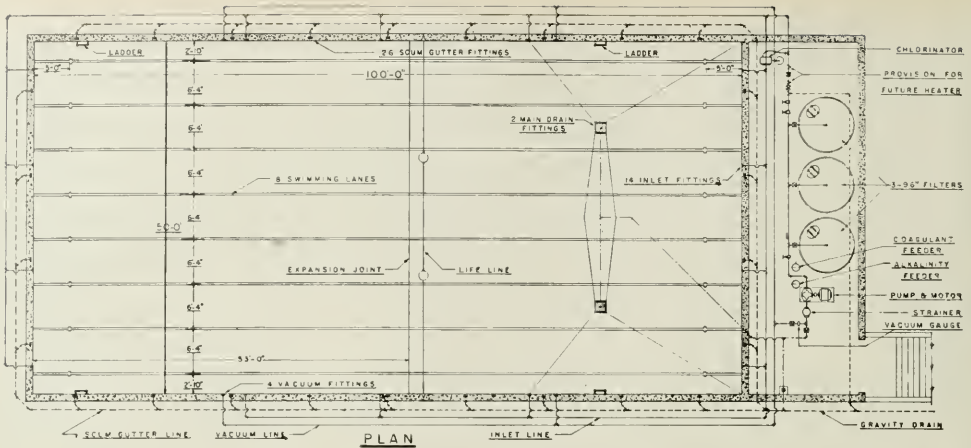 LADDER
26 SCUM GUTTER FITTINGS
LADDER
CHLORINATOR
2'-10"
5'-0"
100'-0"
5'-0"
PROVISION FOR
FUTURE HEATER
6'-4"
2 MAIN DRAIN
FITTINGS
6'-4"
14 INLET FITTINGS
3-96" FILTERS
8 SWIMMING LANES
6'-4"
50'-0"
6'-4"
COAGULANT
FEEDER
EXPANSION JOINT
LIFE LINE
ALKALINITY
FEEDER
6'-4"
PUMP & MOTOR
STRAINER
VACUUM GAUGE
6'-4"
6'-4"
53'-0"
2'-10"
4 VACUUM FITTINGS
SCUM GUTTER LINE
VACUUM LINE
INLET LINE
GRAVITY DRAIN
PLAN